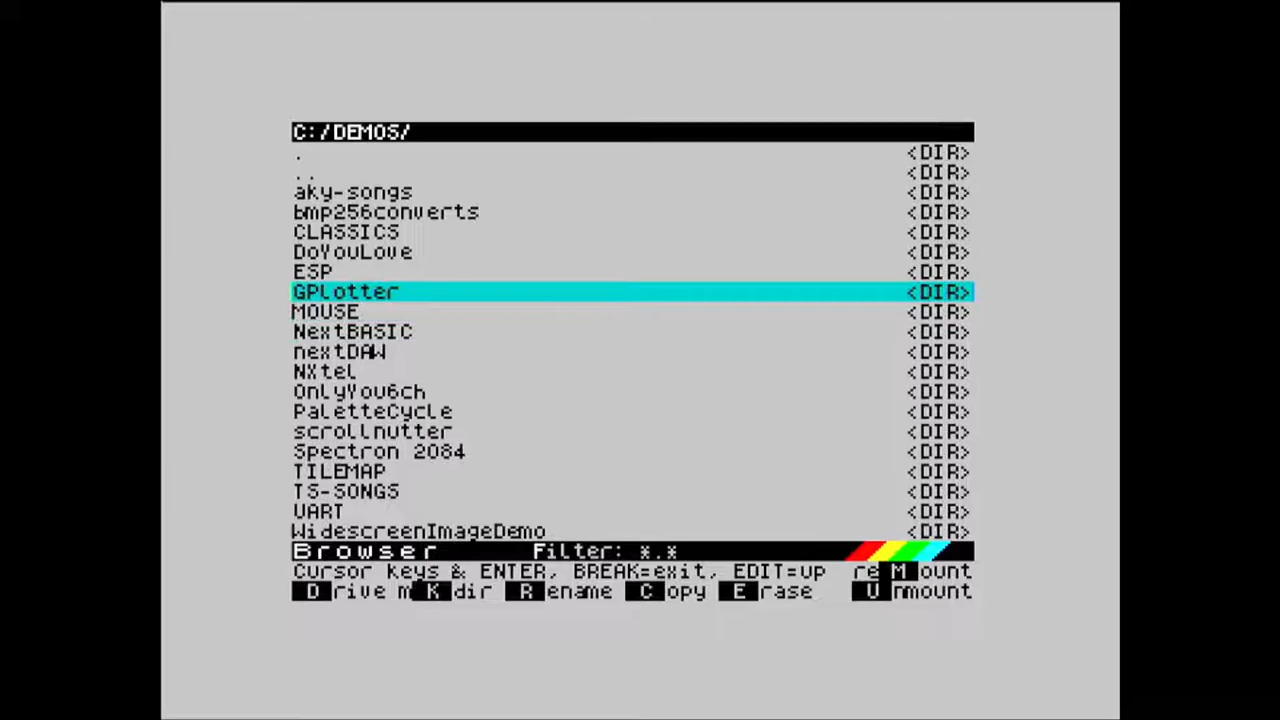 C:/DEMOS/
. <DIR>
.. <DIR>
aky-songs <DIR>
bmp256converts <DIR>
CLASSICS <DIR>
DoYouLove <DIR>
ESP <DIR>
GPlotter <DIR>
MOUSE <DIR>
NextBASIC <DIR>
nextDAW <DIR>
NXtel <DIR>
OnlyYou6ch <DIR>
PaletteCycle <DIR>
scrollnutter <DIR>
Spectron 2084 <DIR>
TILEMAP <DIR>
TS-SONGS <DIR>
UART <DIR>
WidescreenImageDemo <DIR>
Browser Filter: *.*
Cursor keys & ENTER, BREAK=exit, EDIT=up reMount
Drive mKdir Rename Copy Erase Unmount